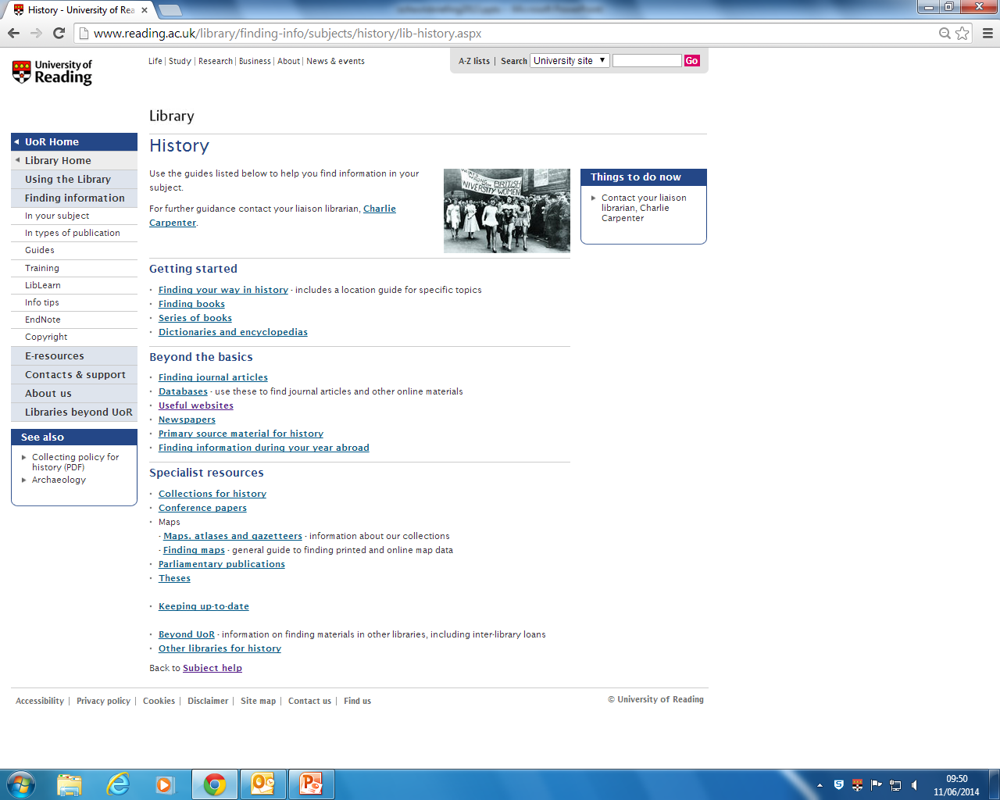 History - University of Rea
www.reading.ac.uk/library/finding-info/subjects/history/lib-history.aspx
University of
Reading
Life | Study | Research | Business | About | News & events
A-Z lists | Search University site Go
Library
UoR Home
Library Home
Using the Library
Finding information
In your subject
In types of publication
Guides
Training
LibLearn
Info tips
EndNote
Copyright
E-resources
Contacts & support
About us
Libraries beyond UoR
See also
Collecting policy for
history (PDF)
Archaeology
History
Use the guides listed below to help you find information in your
subject.
For further guidance contact your liaison librarian, Charlie
Carpenter.
BRITISH
NIVERSITY WOMEN
Things to do now
Contact your liaison
librarian, Charlie
Carpenter
Getting started
· Finding your way in history - includes a location guide for specific topics
· Finding books
· Series of books
· Dictionaries and encyclopedias
Beyond the basics
· Finding journal articles
· Databases - use these to find journal articles and other online materials
· Useful websites
· Newspapers
· Primary source material for history
· Finding information during your year abroad
Specialist resources
· Collections for history
· Conference papers
· Maps
- Maps, atlases and gazetteers - information about our collections
- Finding maps - general guide to finding printed and online map data
· Parliamentary publications
· Theses
· Keeping up-to-date
· Beyond UoR - information on finding materials in other libraries, including inter-library loans
· Other libraries for history
Back to Subject help
Accessibility | Privacy policy | Cookies | Disclaimer | Site map | Contact us | Find us
© University of Reading
09:50
11/06/2014